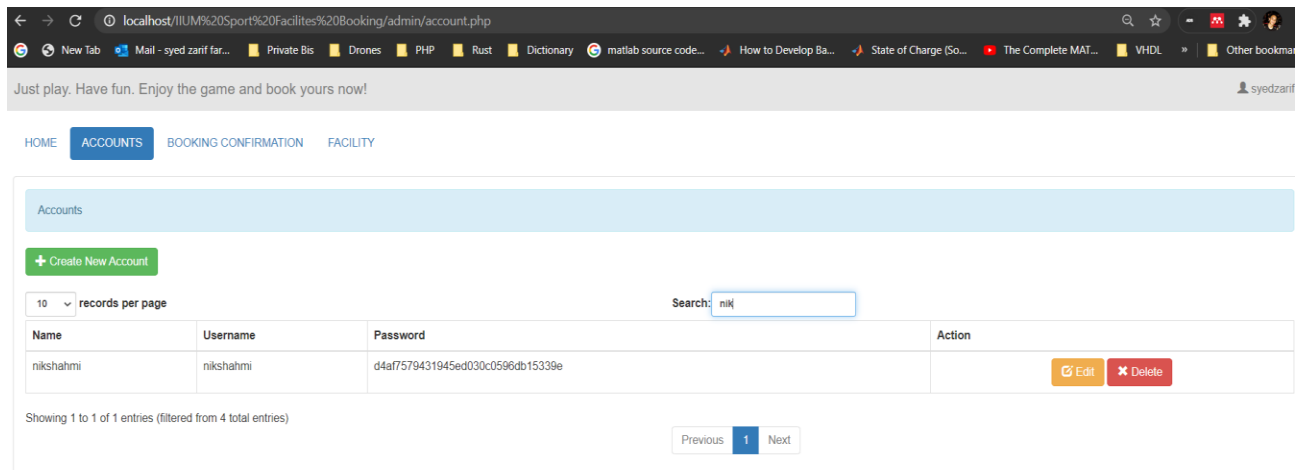 localhost/IIUM%20Sport%20Facilites%20Booking/admin/account.php
New Tab Mail - syed zarif far... Private Bis Drones PHP Rust Dictionary matlab source code... How to Develop Ba... State of Charge (So... The Complete MAT... VHDL » Other bookmar
Just play. Have fun. Enjoy the game and book yours now! syedzarif
HOME ACCOUNTS BOOKING CONFIRMATION FACILITY
Accounts
Create New Account
10 records per page Search: nik
Name Username Password Action
nikshahmi nikshahmi d4af7579431945ed030c0596db15339e Edit Delete
Showing 1 to 1 of 1 entries (filtered from 4 total entries)
Previous 1 Next